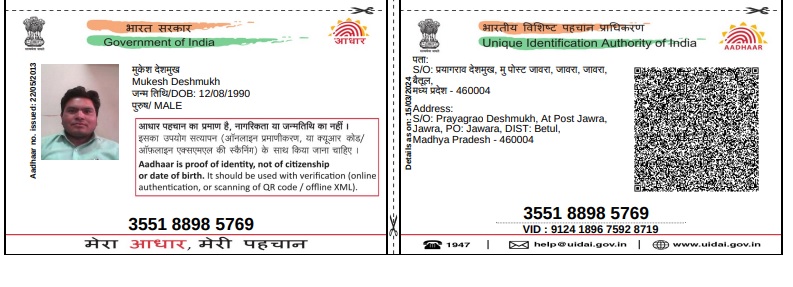 भारत सरकार
Government of India
आधार
Aadhaar no. issued: 22/05/2013
मुकेश देशमुख
Mukesh Deshmukh
जन्म तिथि/DOB: 12/08/1990
पुरुष/ MALE
आधार पहचान का प्रमाण है, नागरिकता या जन्मतिथि का नहीं ।
इसका उपयोग सत्यापन (ऑनलाइन प्रमाणीकरण, या क्यूआर कोड/
ऑफ़लाइन एक्सएमएल की स्कैनिंग) के साथ किया जाना चाहिए ।
Aadhaar is proof of identity, not of citizenship
or date of birth. It should be used with verification (online
authentication, or scanning of QR code / offline XML).
3551 8898 5769
मेरा आधार, मेरी पहचान
भारतीय विशिष्ट पहचान प्राधिकरण
Unique Identification Authority of India
AADHAAR
Details as on: 15/03/2024
पता:
S/O: प्रयागराव देशमुख, मु पोस्ट जावरा, जावरा, जावरा,
बैतूल,
मध्य प्रदेश - 460004
Address:
S/O: Prayagrao Deshmukh, At Post Jawra,
Jawra, PO: Jawara, DIST: Betul,
Madhya Pradesh - 460004
3551 8898 5769
VID : 9124 1896 7592 8719
1947
help@uidai.gov.in
www.uidai.gov.in